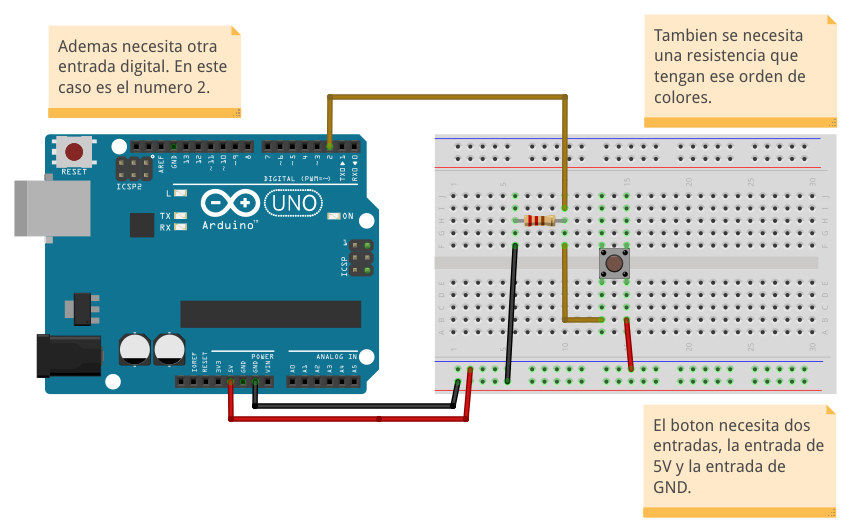 Ademas necesita otra
entrada digital. En este
caso es el numero 2.
Tambien se necesita
una resistencia que
tengan ese orden de
colores.
RESET
ICSP2
AREF
GND
13
12
~11
~10
~9
8
7
~6
~5
4
~3
2
TX0▶1
RX0◀0
DIGITAL (PWM=~)
L
TX
RX
Arduino™
UNO
ON
ICSP
1
IOREF
RESET
3V3
5V
GND
GND
VIN
POWER
ANALOG IN
A0
A1
A2
A3
A4
A5
1
5
10
15
20
25
30
J
I
H
G
F
E
D
C
B
A
El boton necesita dos
entradas, la entrada de
5V y la entrada de
GND.